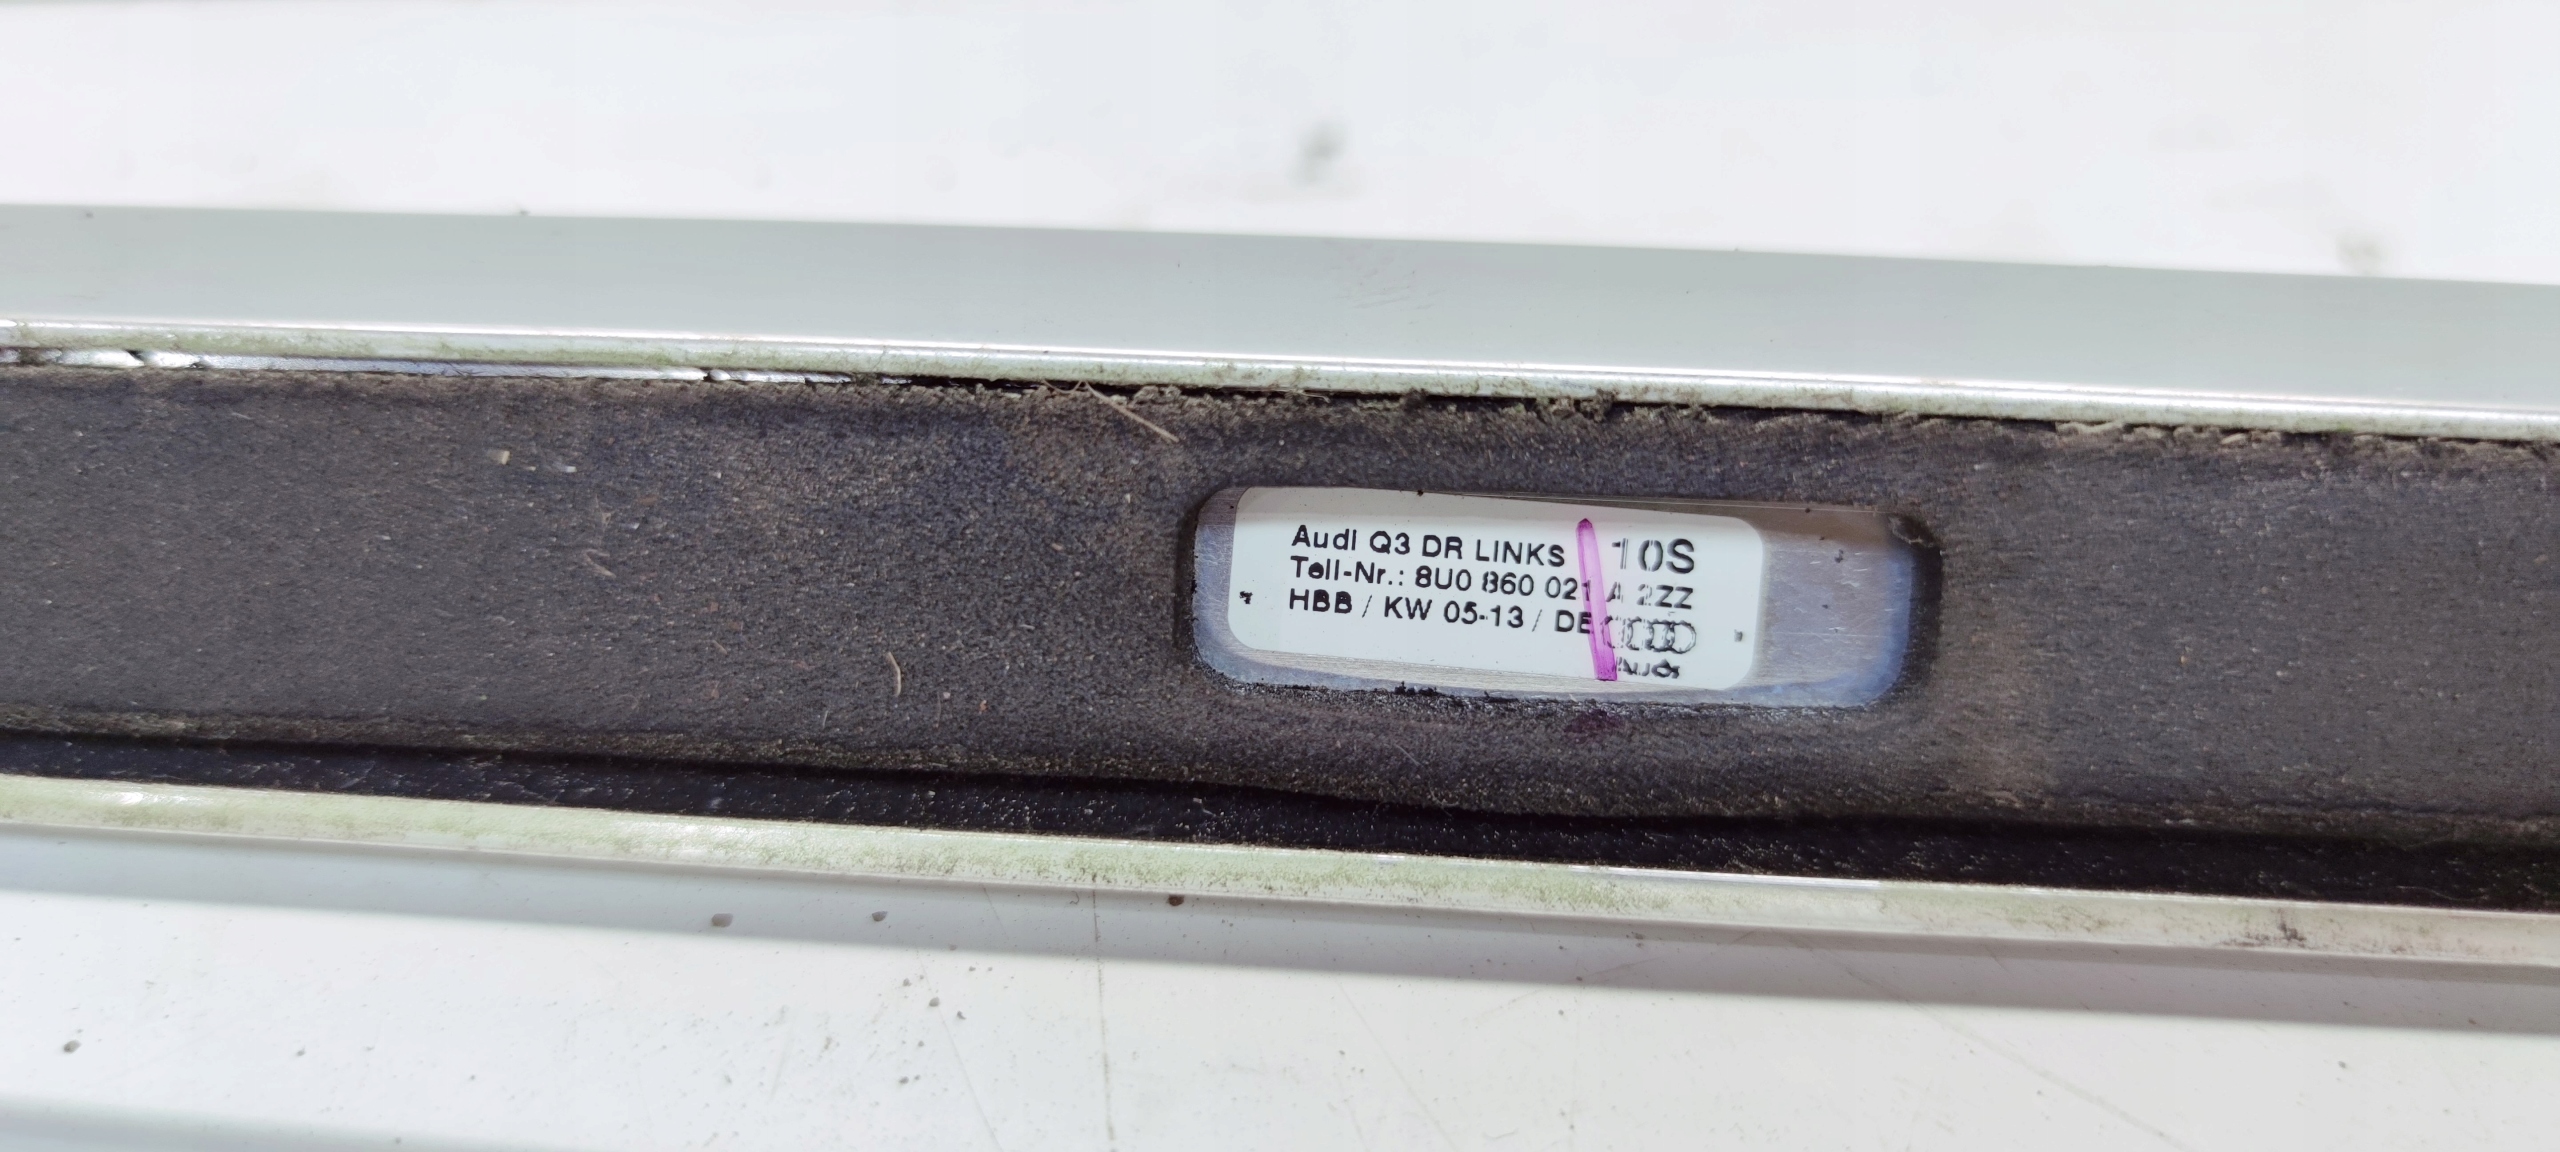 Audi Q3 DR LINKS 10S
Teil-Nr.: 8U0 860 021 A 2ZZ
HBB / KW 05-13 / DE
Audi